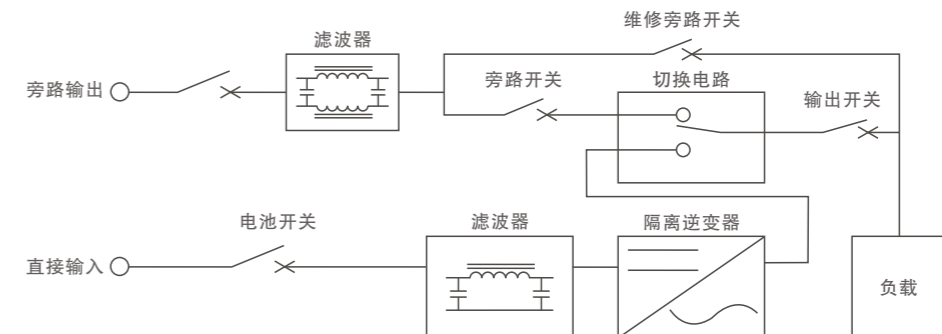 维修旁路开关
滤波器
旁路开关
切换电路
旁路输出
输出开关
电池开关
滤波器
隔离逆变器
直接输入
负载